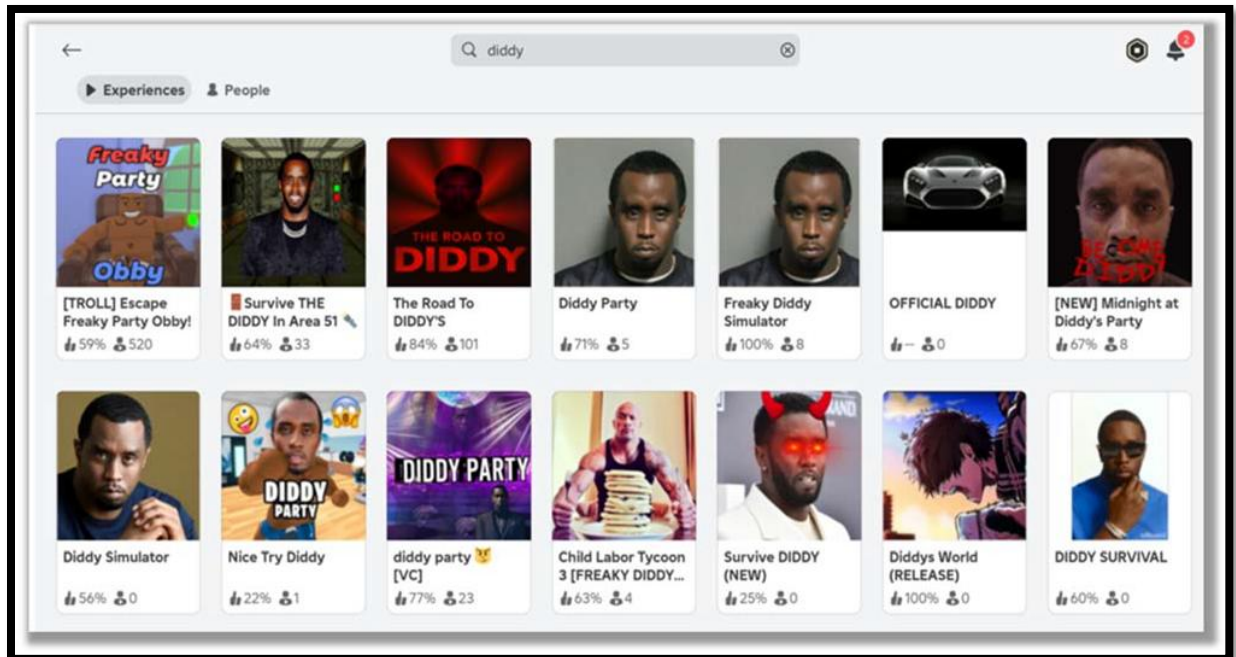 diddy
2
Experiences People
Freaky
Party
Obby
[TROLL] Escape
Freaky Party Obby!
59% 520
Survive THE
DIDDY In Area 51
64% 33
THE ROAD TO
DIDDY
The Road To
DIDDY'S
84% 101
Diddy Party
71% 5
Freaky Diddy
Simulator
100% 8
OFFICIAL DIDDY
-- 0
BECOME
DIDDY
[NEW] Midnight at
Diddy's Party
67% 8
Diddy Simulator
56% 0
DIDDY
PARTY
Nice Try Diddy
22% 1
DIDDY PARTY
diddy party
[VC]
77% 23
Child Labor Tycoon
3 [FREAKY DIDDY...
63% 4
Survive DIDDY
(NEW)
25% 0
Diddys World
(RELEASE)
100% 0
DIDDY SURVIVAL
60% 0